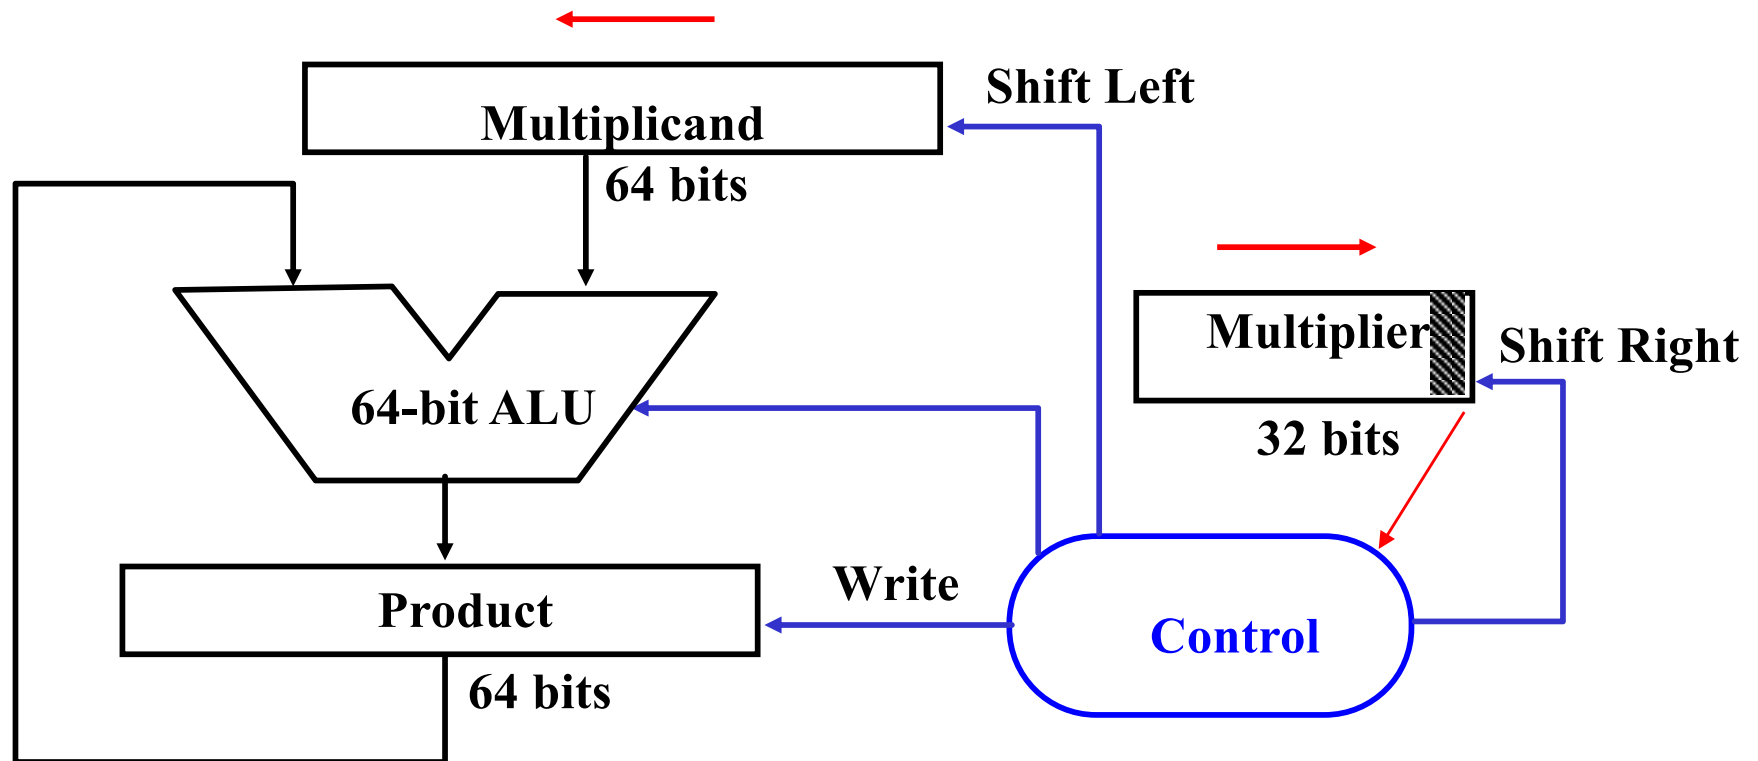 Shift Left
Multiplicand
64 bits
Multiplier
Shift Right
64-bit ALU
32 bits
Write
Product
Control
64 bits